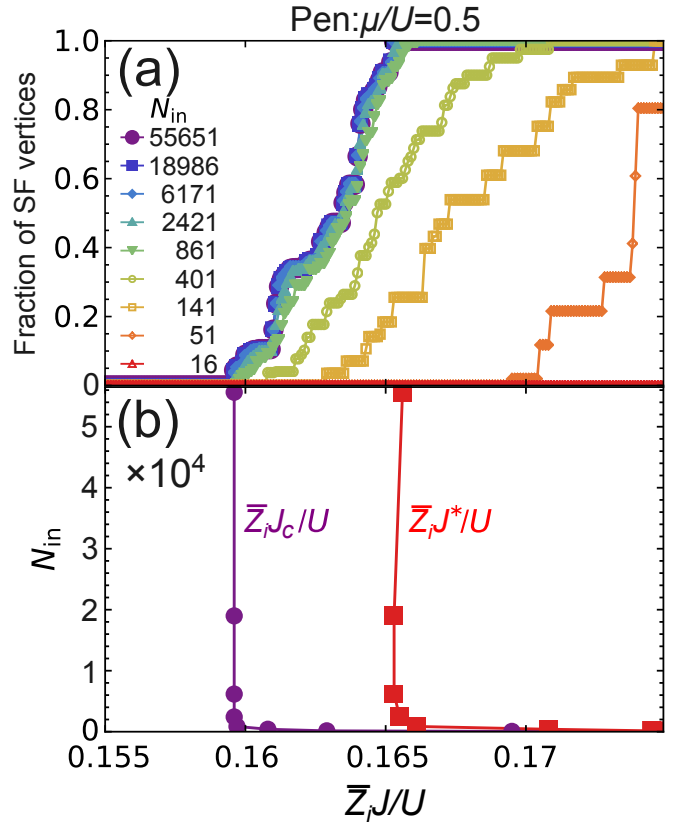 Pen:μ/U=0.5
(a)
Fraction of SF vertices
1.0
0.8
0.6
0.4
0.2
0
N_in
55651
18986
6171
2421
861
401
141
51
16
(b)
×10^4
N_in
5
4
3
2
1
0
Z̅_iJ_c/U
Z̅_iJ*/U
0.155
0.16
0.165
0.17
Z̅_iJ/U